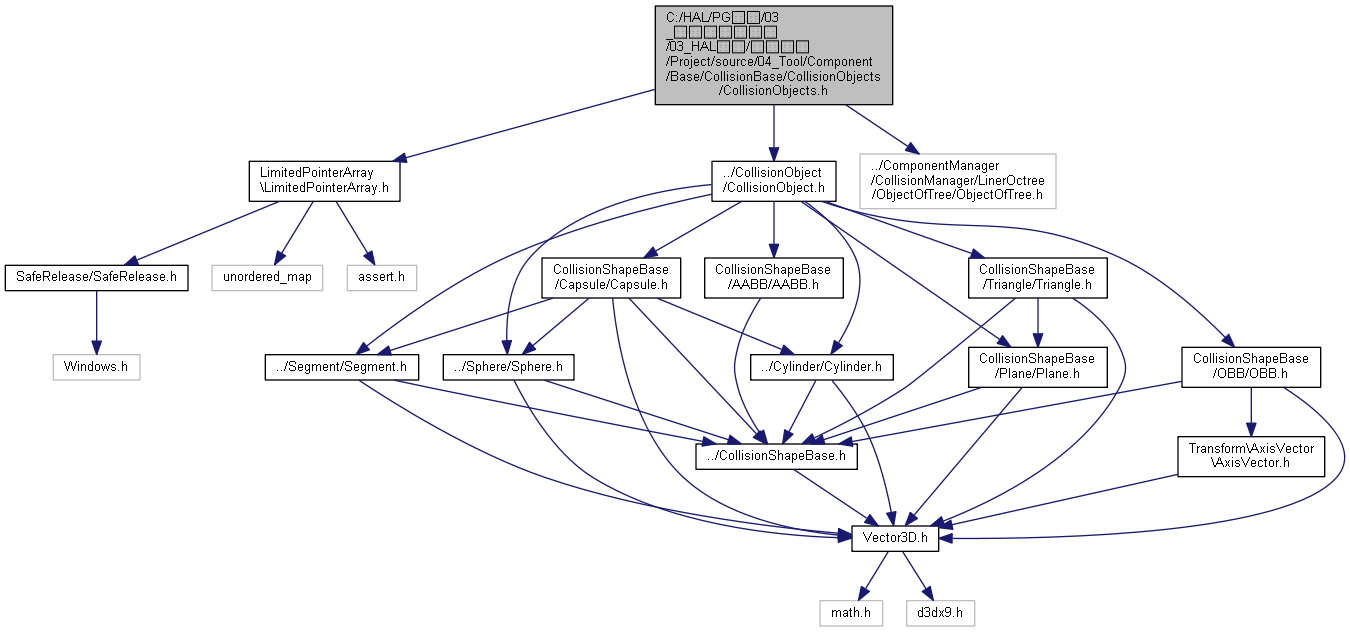 C:/HAL/PG□□/03
_□□□□□□□
/03_HAL□□/□□□□
/Project/source/04_Tool/Component
/Base/CollisionBase/CollisionObjects
/CollisionObjects.h
LimitedPointerArray
\LimitedPointerArray.h
../CollisionObject
/CollisionObject.h
../ComponentManager
/CollisionManager/LinerOctree
/ObjectOfTree/ObjectOfTree.h
SafeRelease/SafeRelease.h
unordered_map
assert.h
CollisionShapeBase
/Capsule/Capsule.h
CollisionShapeBase
/AABB/AABB.h
CollisionShapeBase
/Triangle/Triangle.h
Windows.h
../Segment/Segment.h
../Sphere/Sphere.h
../Cylinder/Cylinder.h
CollisionShapeBase
/Plane/Plane.h
CollisionShapeBase
/OBB/OBB.h
../CollisionShapeBase.h
Transform\AxisVector
\AxisVector.h
Vector3D.h
math.h
d3dx9.h